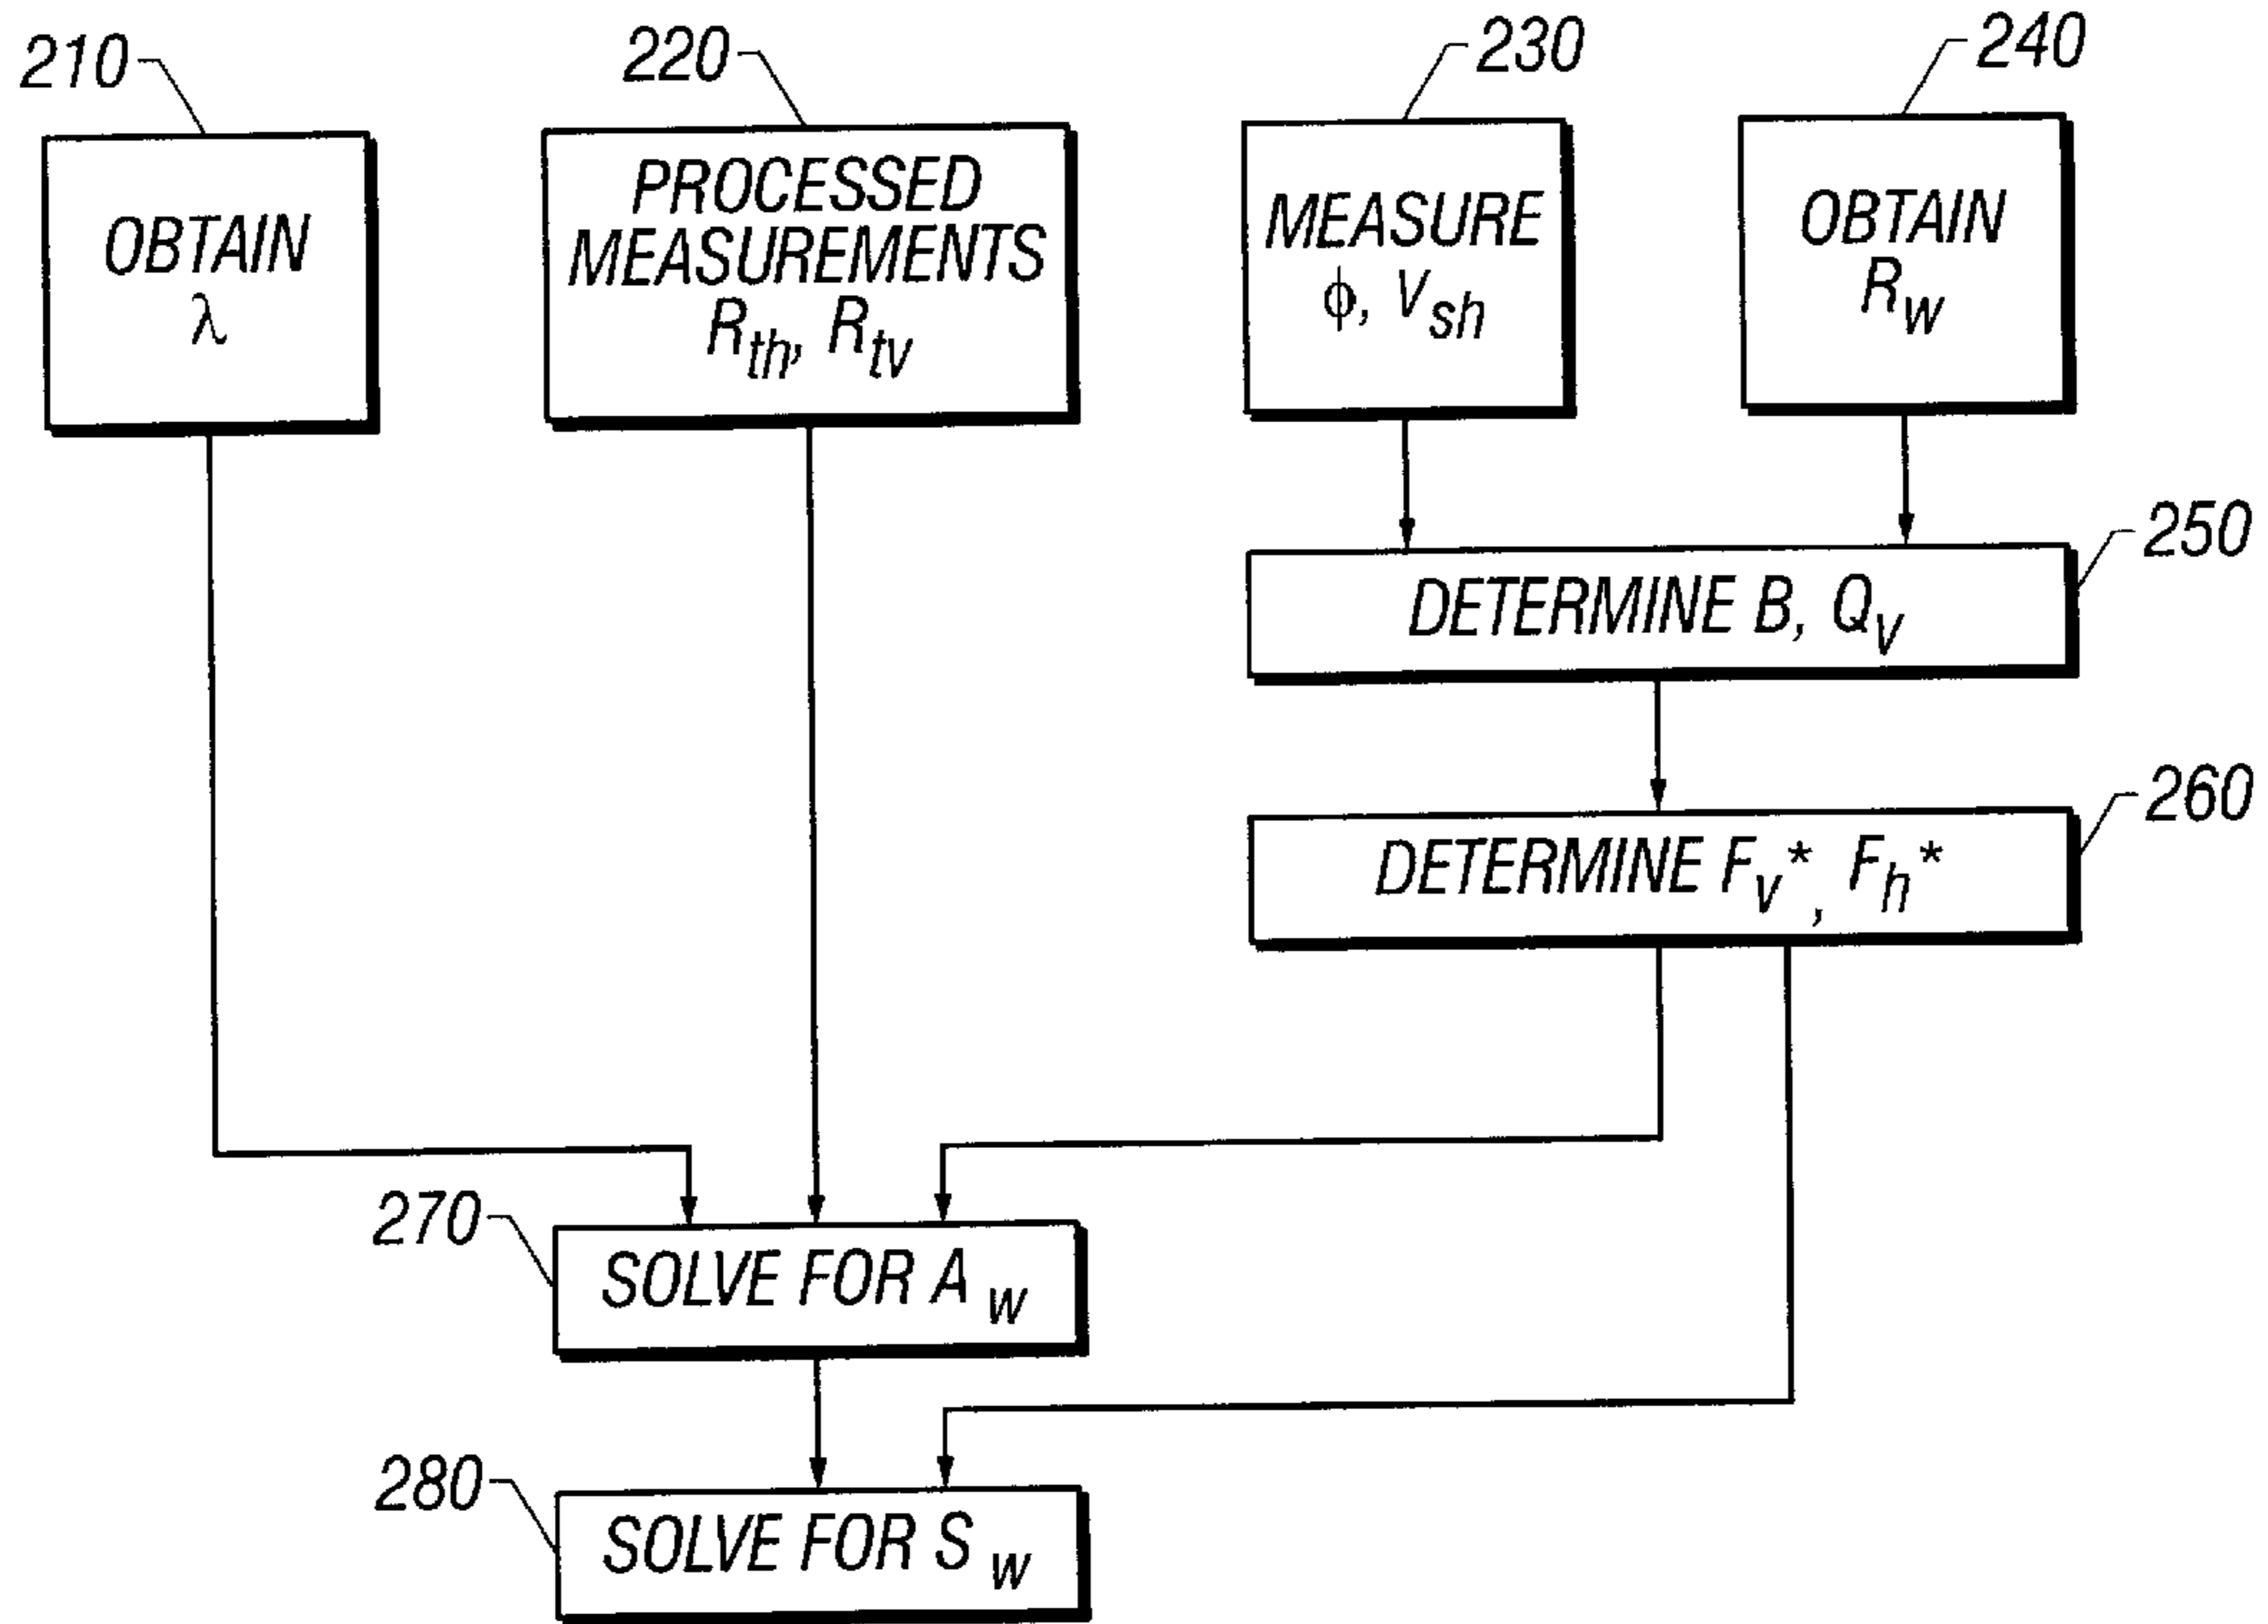 210
220
230
240
OBTAIN
λ
PROCESSED
MEASUREMENTS
R_th, R_tv
MEASURE
ϕ, V_sh
OBTAIN
R_w
250
DETERMINE B, Q_v
260
DETERMINE F_v*, F_h*
270
SOLVE FOR A_w
280
SOLVE FOR S_w